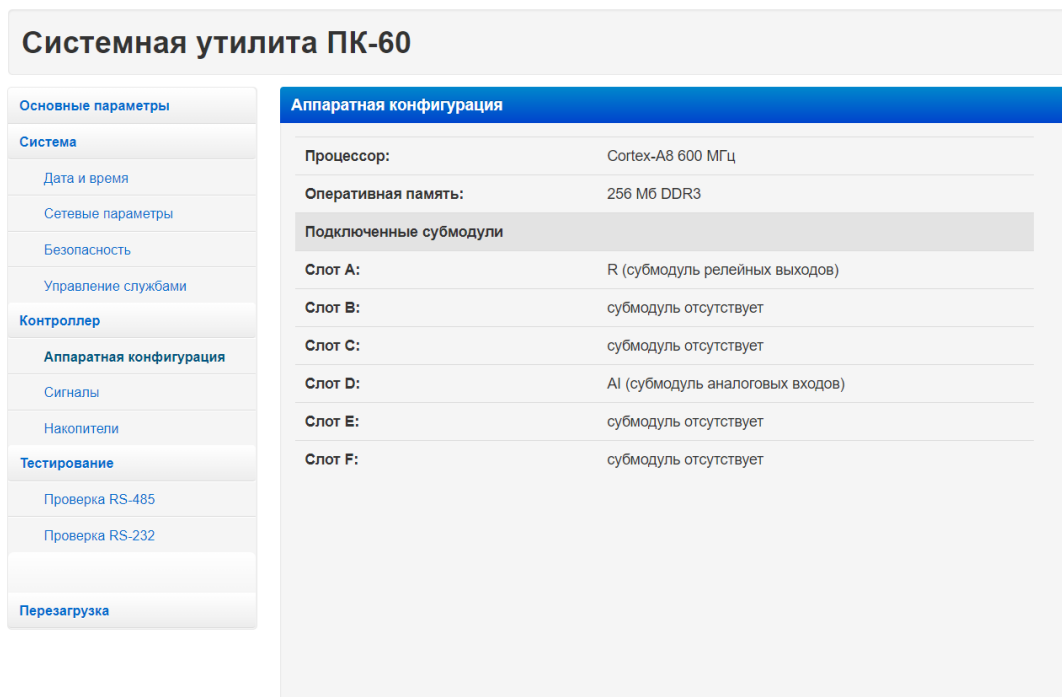 Системная утилита ПК-60
Основные параметры
Система
Дата и время
Сетевые параметры
Безопасность
Управление службами
Контроллер
Аппаратная конфигурация
Сигналы
Накопители
Тестирование
Проверка RS-485
Проверка RS-232
Перезагрузка
Аппаратная конфигурация
Процессор: Cortex-A8 600 МГц
Оперативная память: 256 Мб DDR3
Подключенные субмодули
Слот A: R (субмодуль релейных выходов)
Слот B: субмодуль отсутствует
Слот C: субмодуль отсутствует
Слот D: AI (субмодуль аналоговых входов)
Слот E: субмодуль отсутствует
Слот F: субмодуль отсутствует